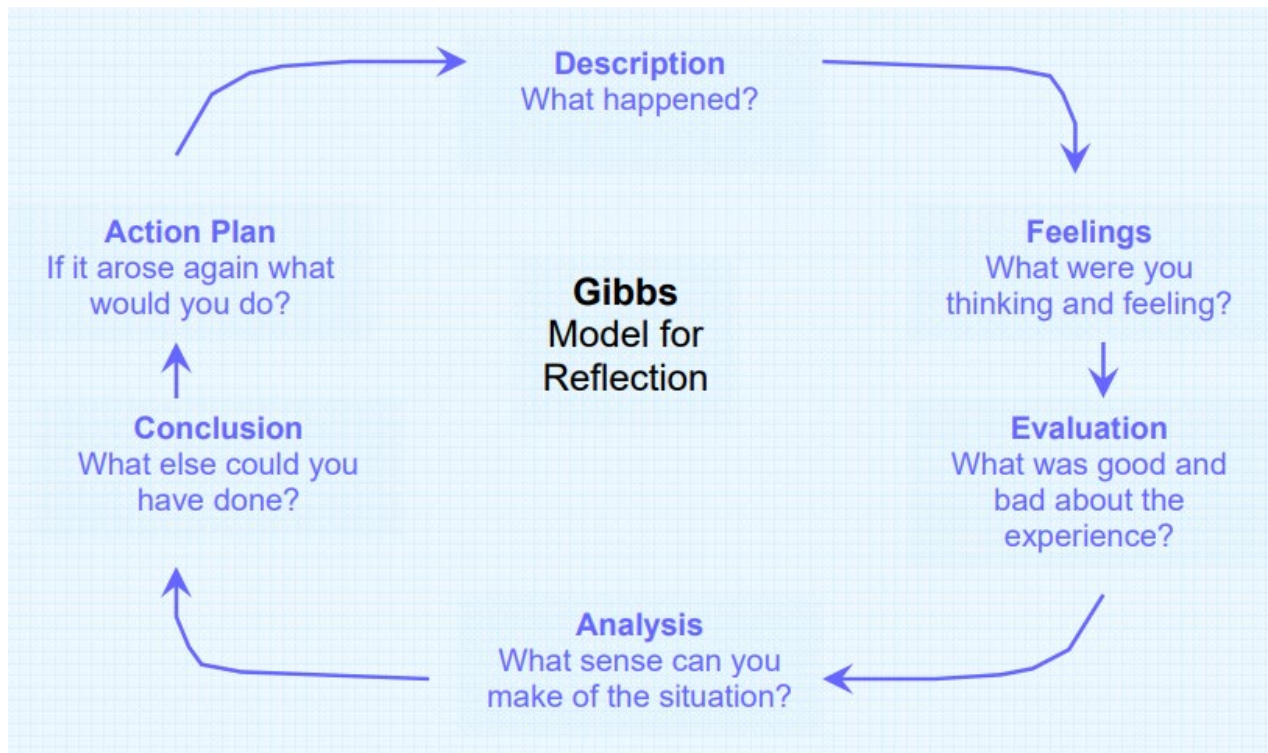 Description
What happened?
Feelings
What were you
thinking and feeling?
Evaluation
What was good and
bad about the
experience?
Analysis
What sense can you
make of the situation?
Conclusion
What else could you
have done?
Action Plan
If it arose again what
would you do?
Gibbs
Model for
Reflection